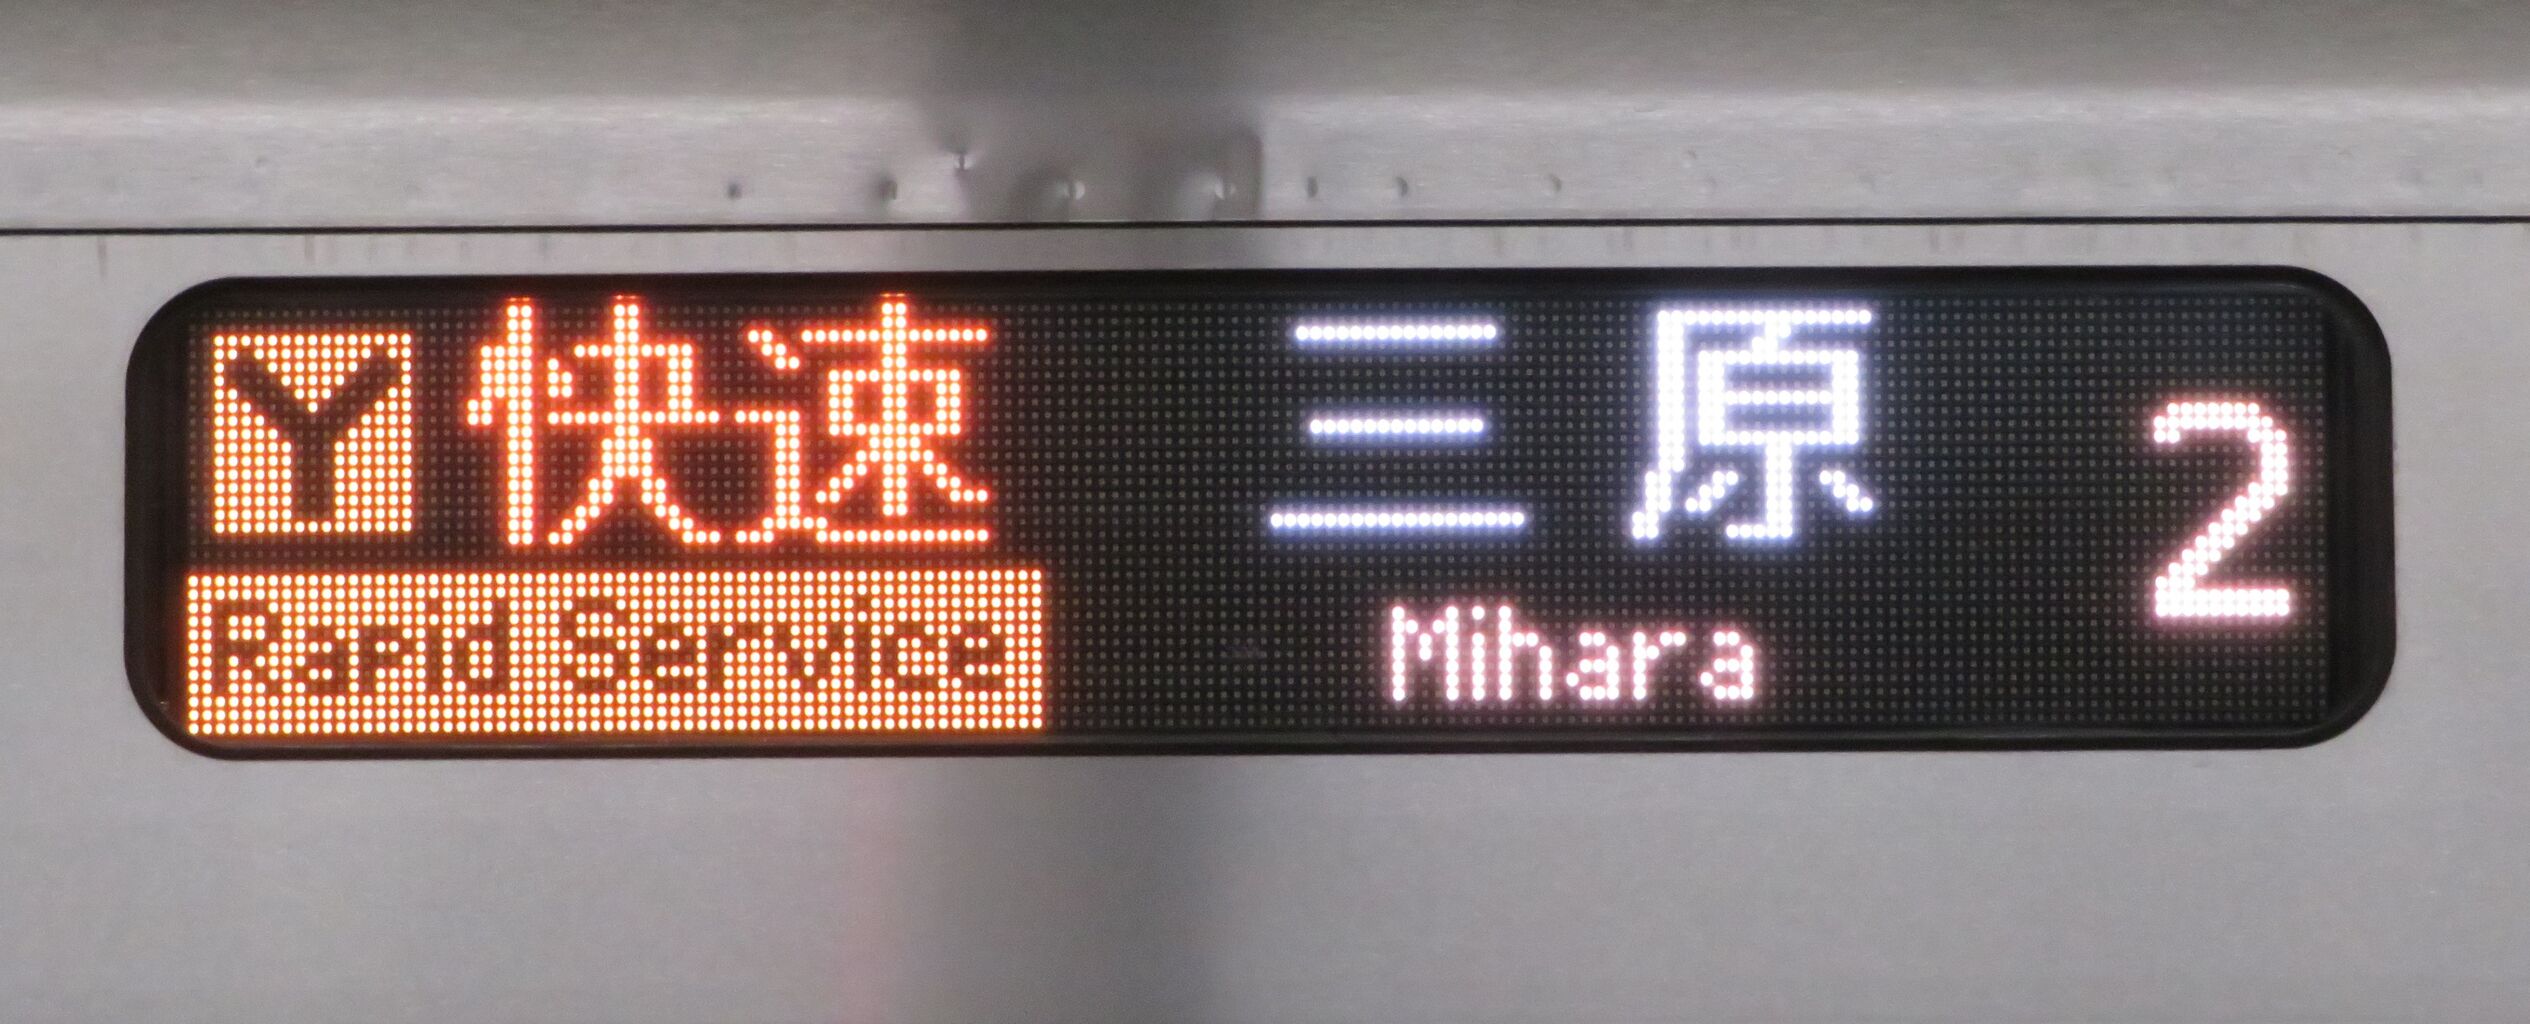 Y 快速 三原 2
Rapid Service Mihara